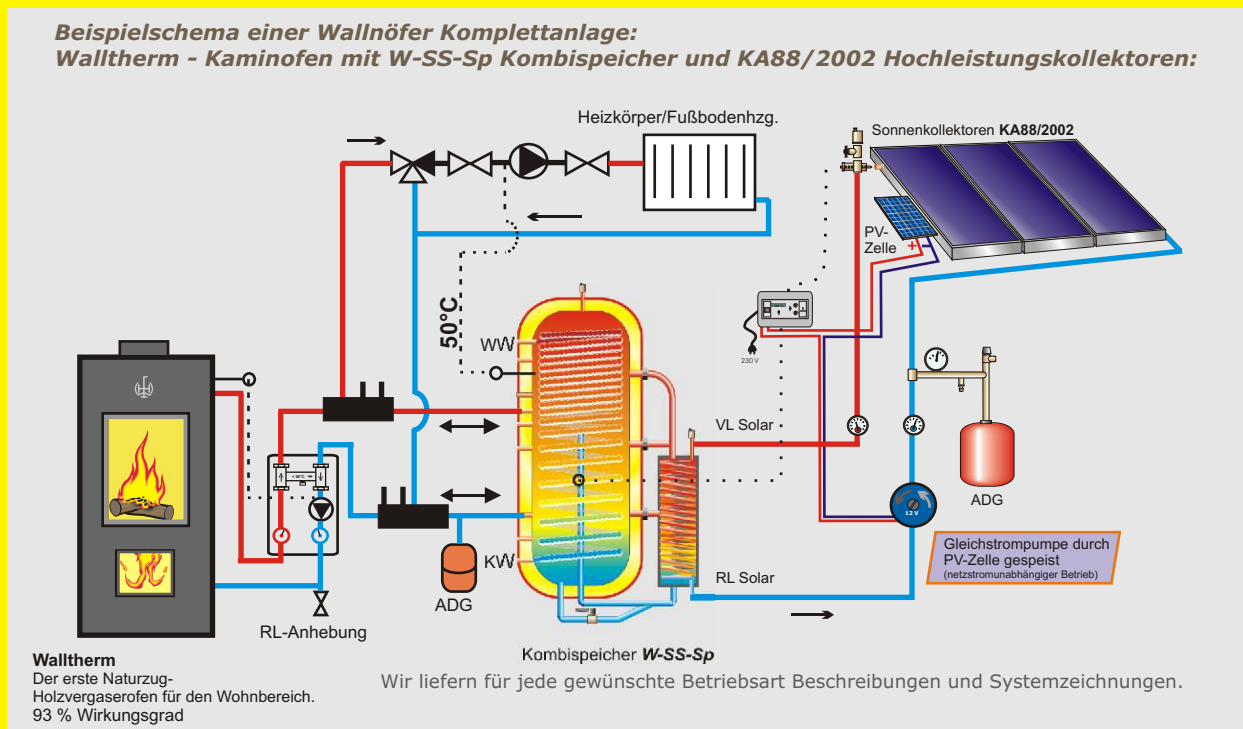 Beispielschema einer Wallnöfer Komplettanlage:
Walltherm - Kaminofen mit W-SS-Sp Kombispeicher und KA88/2002 Hochleistungskollektoren:
Heizkörper/Fußbodenhzg.
Sonnenkollektoren KA88/2002
PV-
Zelle
+
-
50°C
WW
230 V
VL Solar
ADG
12 V
Gleichstrompumpe durch
PV-Zelle gespeist
(netzstromunabhängiger Betrieb)
KW
RL Solar
ADG
RL-Anhebung
Kombispeicher W-SS-Sp
Walltherm
Der erste Naturzug-
Holzvergaserofen für den Wohnbereich.
93 % Wirkungsgrad
Wir liefern für jede gewünschte Betriebsart Beschreibungen und Systemzeichnungen.